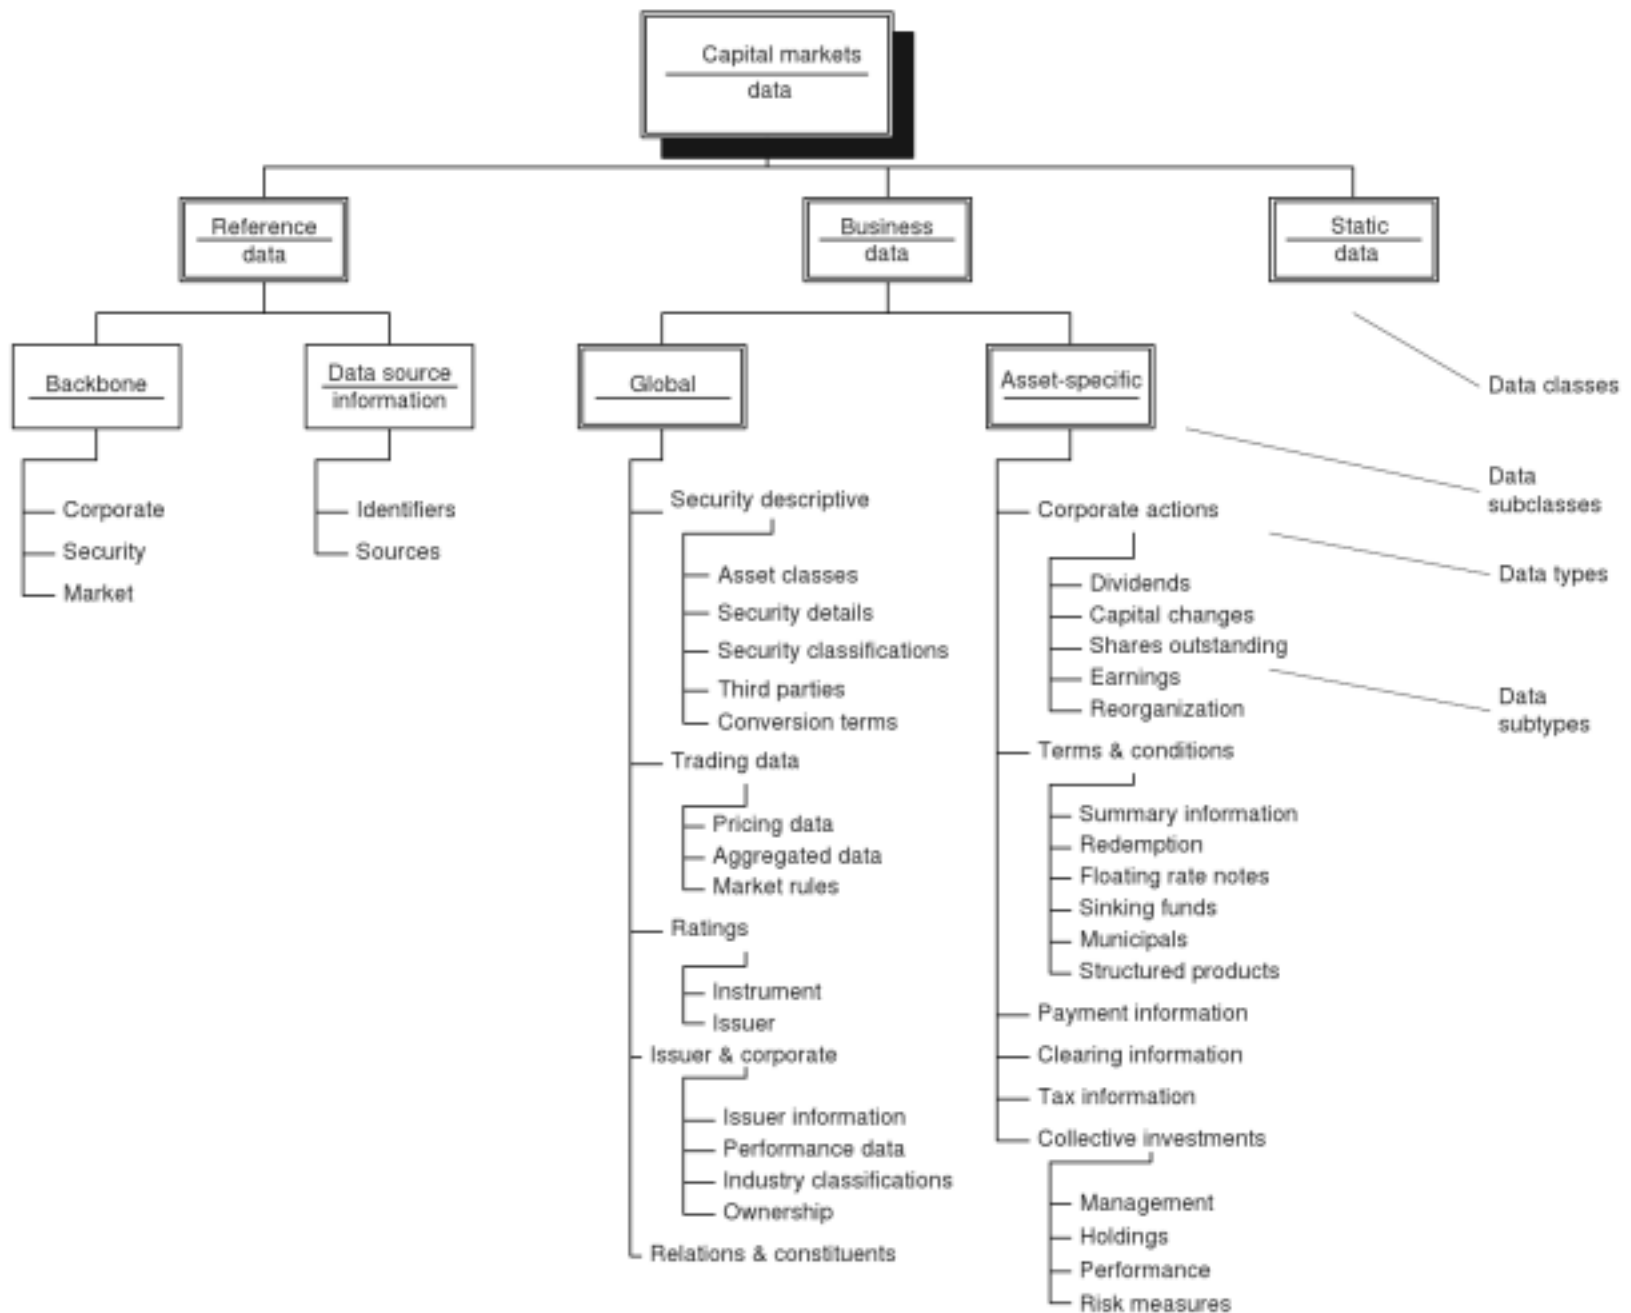 Capital markets
data
Reference
data
Business
data
Static
data
Backbone
Data source
information
Global
Asset-specific
Data classes
Data
subclasses
Data types
Data
subtypes
Corporate
Security
Market
Identifiers
Sources
Security descriptive
Asset classes
Security details
Security classifications
Third parties
Conversion terms
Trading data
Pricing data
Aggregated data
Market rules
Ratings
Instrument
Issuer
Issuer & corporate
Issuer information
Performance data
Industry classifications
Ownership
Relations & constituents
Corporate actions
Dividends
Capital changes
Shares outstanding
Earnings
Reorganization
Terms & conditions
Summary information
Redemption
Floating rate notes
Sinking funds
Municipals
Structured products
Payment information
Clearing information
Tax information
Collective investments
Management
Holdings
Performance
Risk measures